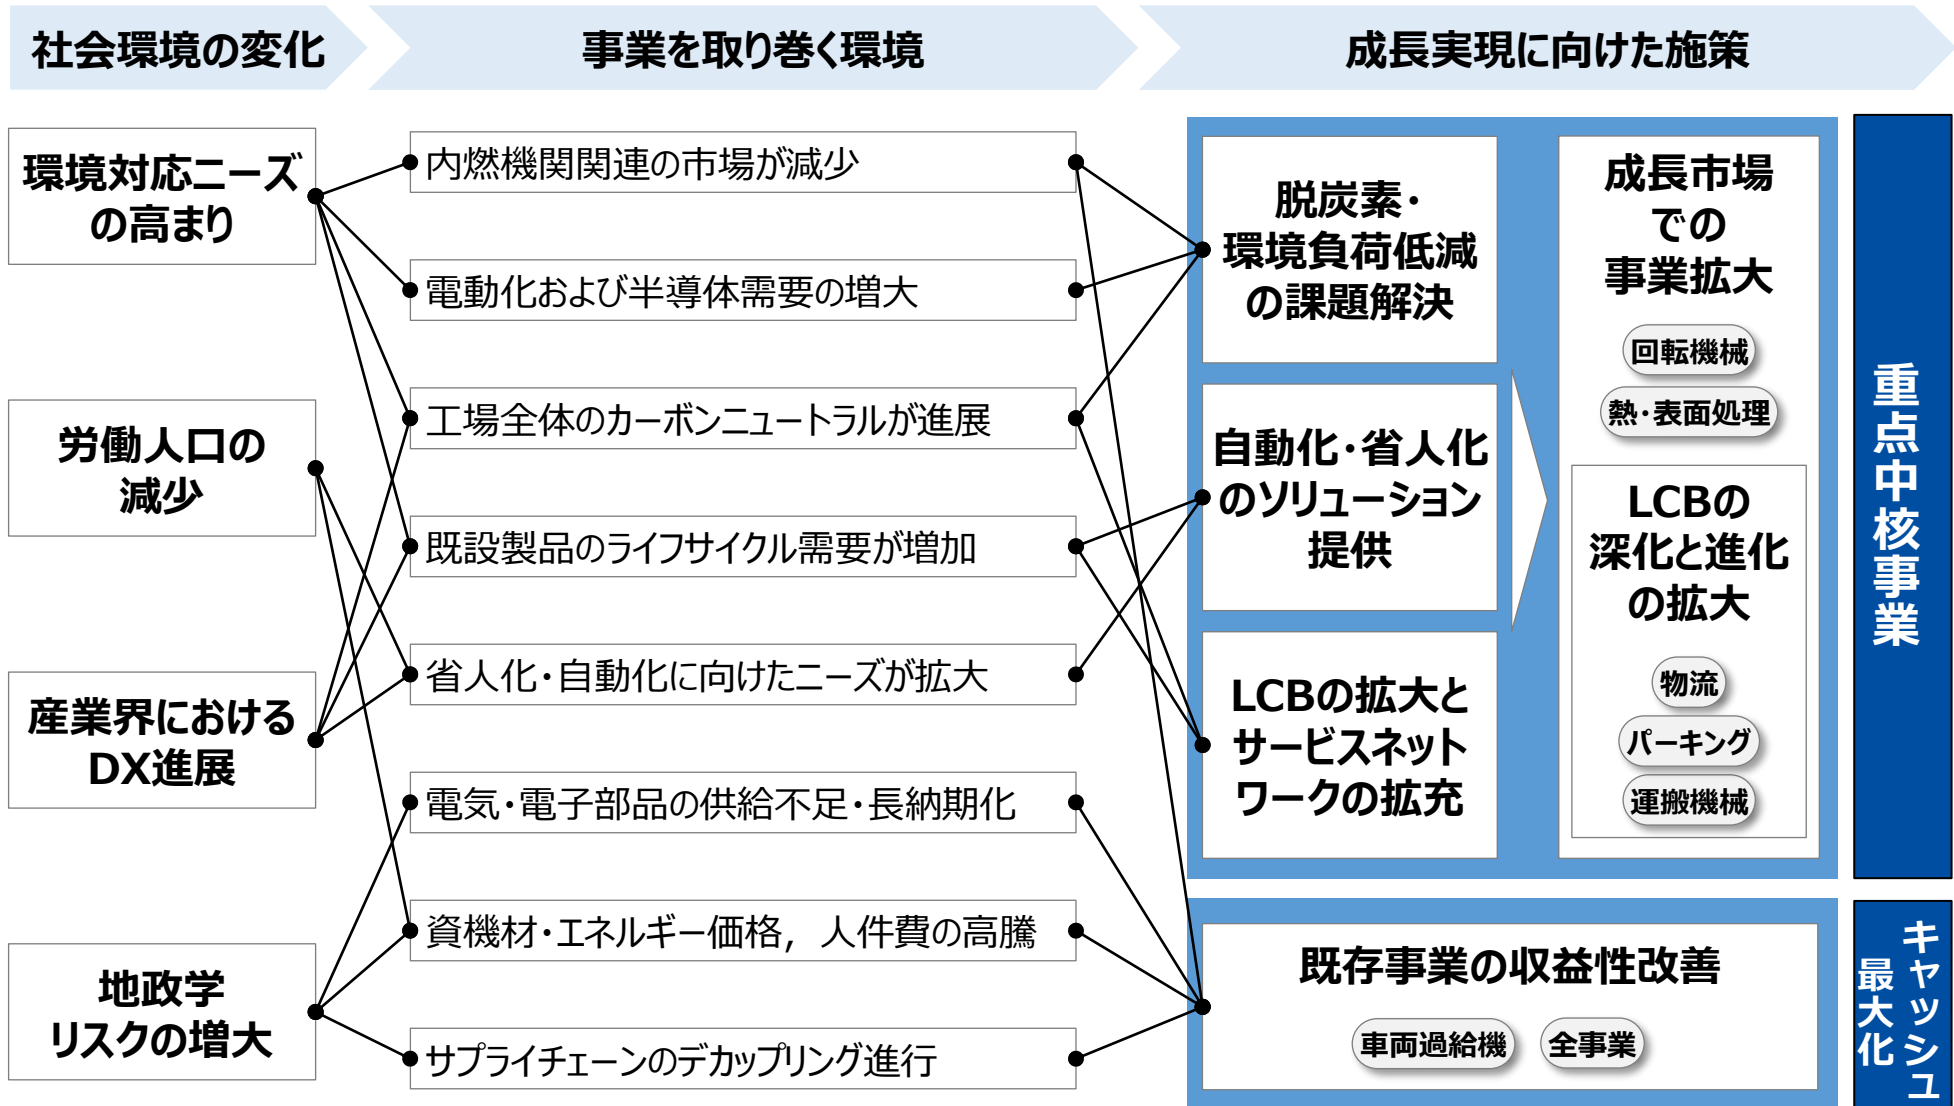 社会環境の変化
事業を取り巻く環境
成長実現に向けた施策
環境対応ニーズ
の高まり
労働人口の
減少
産業界における
DX進展
地政学
リスクの増大
内燃機関関連の市場が減少
電動化および半導体需要の増大
工場全体のカーボンニュートラルが進展
既設製品のライフサイクル需要が増加
省人化・自動化に向けたニーズが拡大
電気・電子部品の供給不足・長納期化
資機材・エネルギー価格，人件費の高騰
サプライチェーンのデカップリング進行
脱炭素・
環境負荷低減
の課題解決
自動化・省人化
のソリューション
提供
LCBの拡大と
サービスネット
ワークの拡充
成長市場
での
事業拡大
回転機械
熱・表面処理
LCBの
深化と進化
の拡大
物流
パーキング
運搬機械
重点中核事業
既存事業の収益性改善
車両過給機
全事業
キャッシュ
最大化